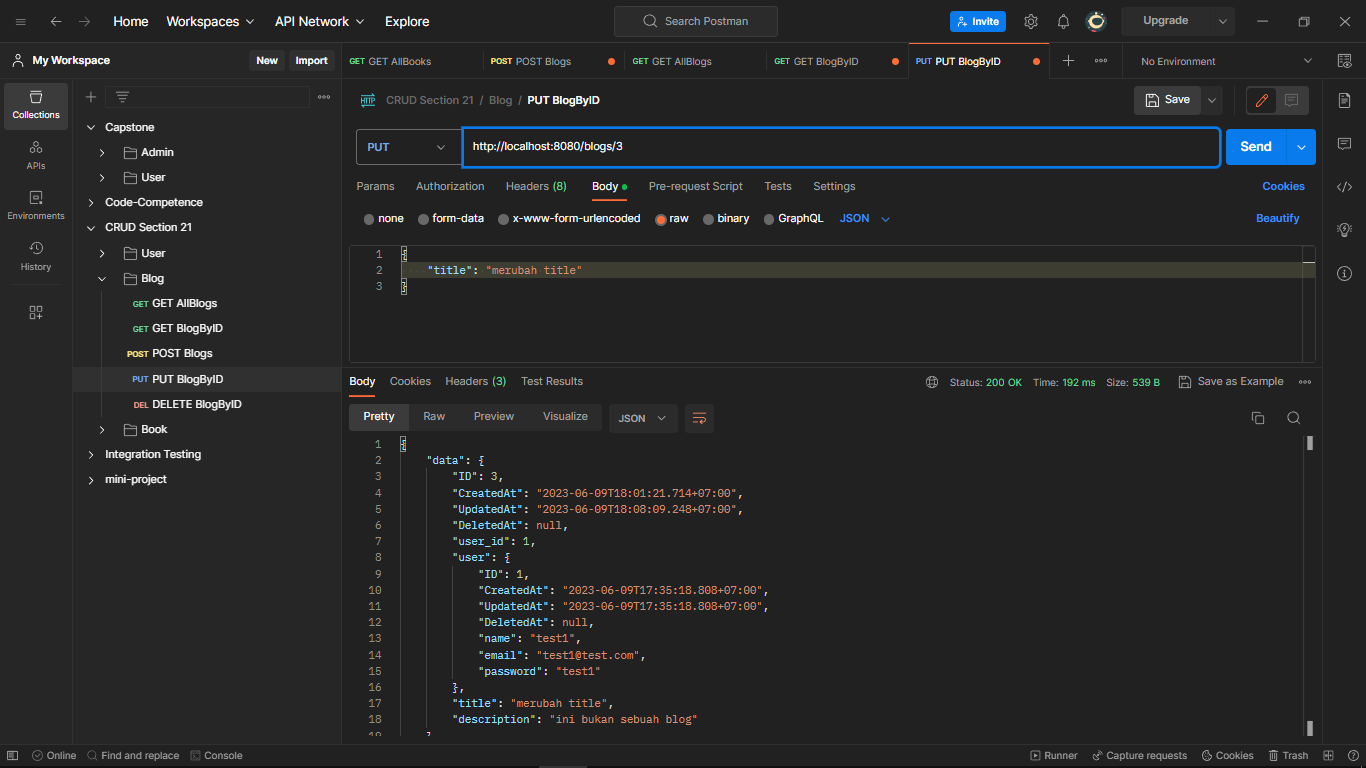 Home Workspaces API Network Explore Search Postman Invite Upgrade
My Workspace New Import
GET GET AllBooks POST POST Blogs GET GET AllBlogs GET GET BlogByID PUT PUT BlogByID No Environment
Collections
APIs
Environments
History
Capstone
Admin
User
Code-Competence
CRUD Section 21
User
Blog
GET GET AllBlogs
GET GET BlogByID
POST POST Blogs
PUT PUT BlogByID
DEL DELETE BlogByID
Book
Integration Testing
mini-project
HTTP CRUD Section 21 / Blog / PUT BlogByID Save
PUT http://localhost:8080/blogs/3 Send
Params Authorization Headers (8) Body Pre-request Script Tests Settings Cookies
none form-data x-www-form-urlencoded raw binary GraphQL JSON Beautify
1 {
2 "title": "merubah title"
3 }
Body Cookies Headers (3) Test Results Status: 200 OK Time: 192 ms Size: 539 B Save as Example
Pretty Raw Preview Visualize JSON
1 {
2 "data": {
3 "ID": 3,
4 "CreatedAt": "2023-06-09T18:01:21.714+07:00",
5 "UpdatedAt": "2023-06-09T18:08:09.248+07:00",
6 "DeletedAt": null,
7 "user_id": 1,
8 "user": {
9 "ID": 1,
10 "CreatedAt": "2023-06-09T17:35:18.808+07:00",
11 "UpdatedAt": "2023-06-09T17:35:18.808+07:00",
12 "DeletedAt": null,
13 "name": "test1",
14 "email": "test1@test.com",
15 "password": "test1"
16 },
17 "title": "merubah title",
18 "description": "ini bukan sebuah blog"
19 }
Online Find and replace Console Runner Capture requests Cookies Trash